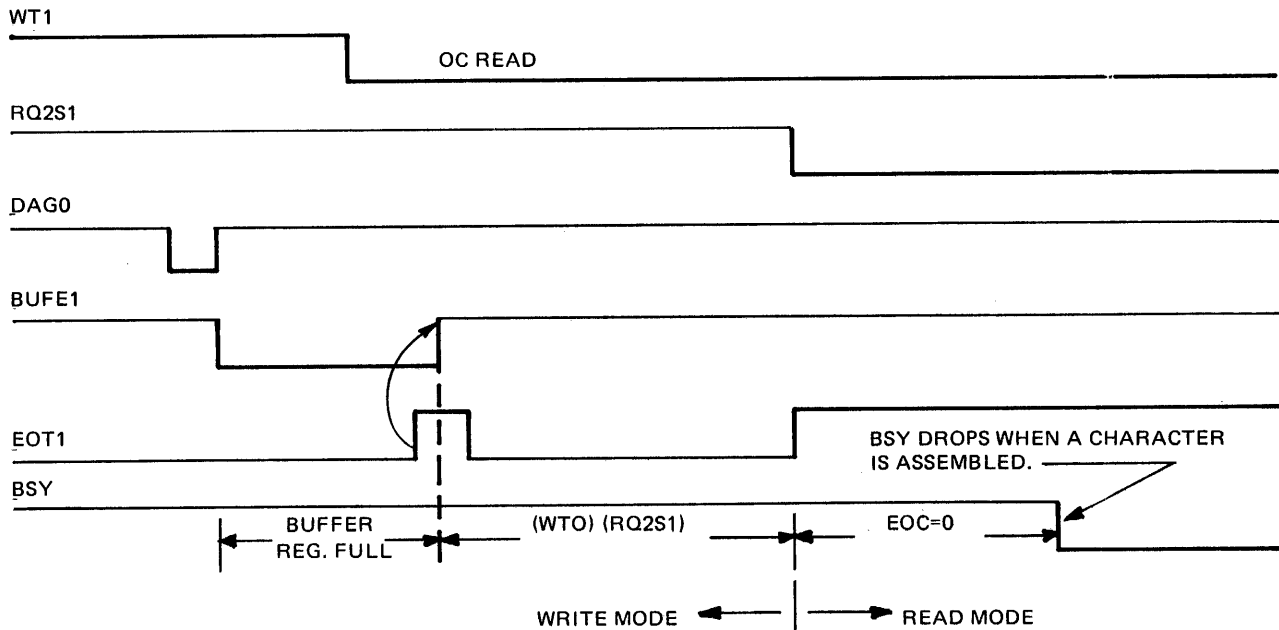 WT1
OC READ
RQ2S1
DAG0
BUFE1
EOT1
BSY DROPS WHEN A CHARACTER
IS ASSEMBLED.
BSY
BUFFER
REG. FULL
(WTO) (RQ2S1)
EOC=0
WRITE MODE
READ MODE